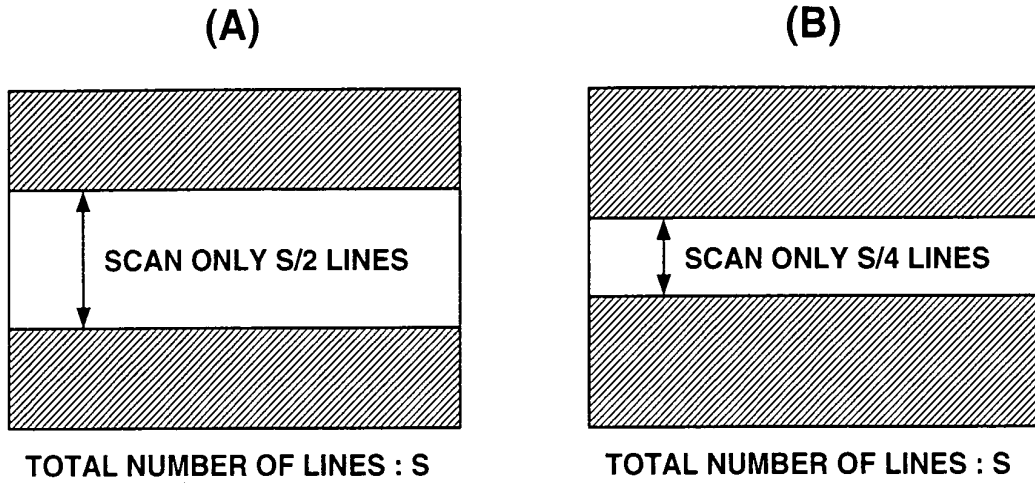 (A)
(B)
SCAN ONLY S/2 LINES
SCAN ONLY S/4 LINES
TOTAL NUMBER OF LINES : S
TOTAL NUMBER OF LINES : S